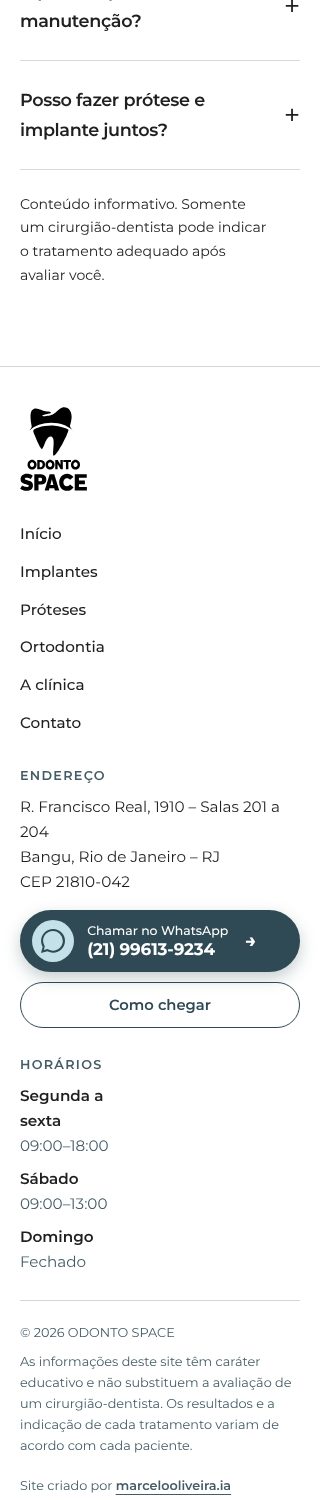 manutenção?
+
Posso fazer prótese e
implante juntos?
+
Conteúdo informativo. Somente
um cirurgião-dentista pode indicar
o tratamento adequado após
avaliar você.
ODONTO
SPACE
Início
Implantes
Próteses
Ortodontia
A clínica
Contato
ENDEREÇO
R. Francisco Real, 1910 – Salas 201 a
204
Bangu, Rio de Janeiro – RJ
CEP 21810-042
Chamar no WhatsApp
(21) 99613-9234 →
Como chegar
HORÁRIOS
Segunda a
sexta
09:00–18:00
Sábado
09:00–13:00
Domingo
Fechado
© 2026 ODONTO SPACE
As informações deste site têm caráter
educativo e não substituem a avaliação de
um cirurgião-dentista. Os resultados e a
indicação de cada tratamento variam de
acordo com cada paciente.
Site criado por marcelooliveira.ia